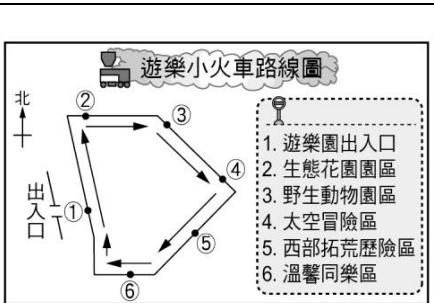 遊樂小火車路線圖
北
②
③
④
出入口
①
⑤
⑥
1. 遊樂園出入口
2. 生態花園園區
3. 野生動物園區
4. 太空冒險區
5. 西部拓荒歷險區
6. 溫馨同樂區